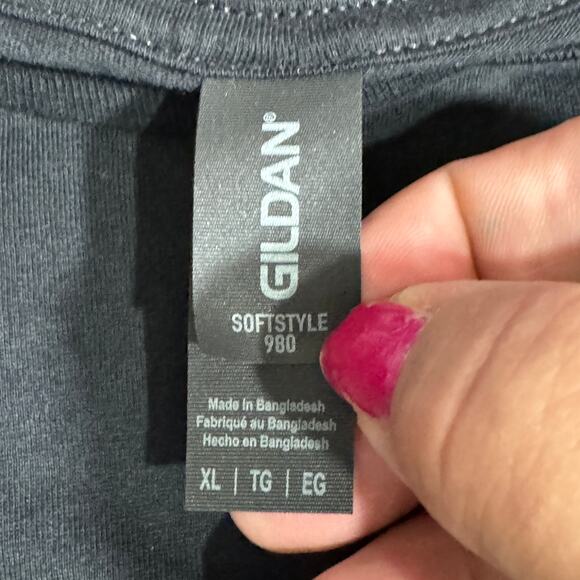 GILDAN®
SOFTSTYLE
980
Made in Bangladesh
Fabriqué au Bangladesh
Hecho en Bangladesh
XL | TG | EG